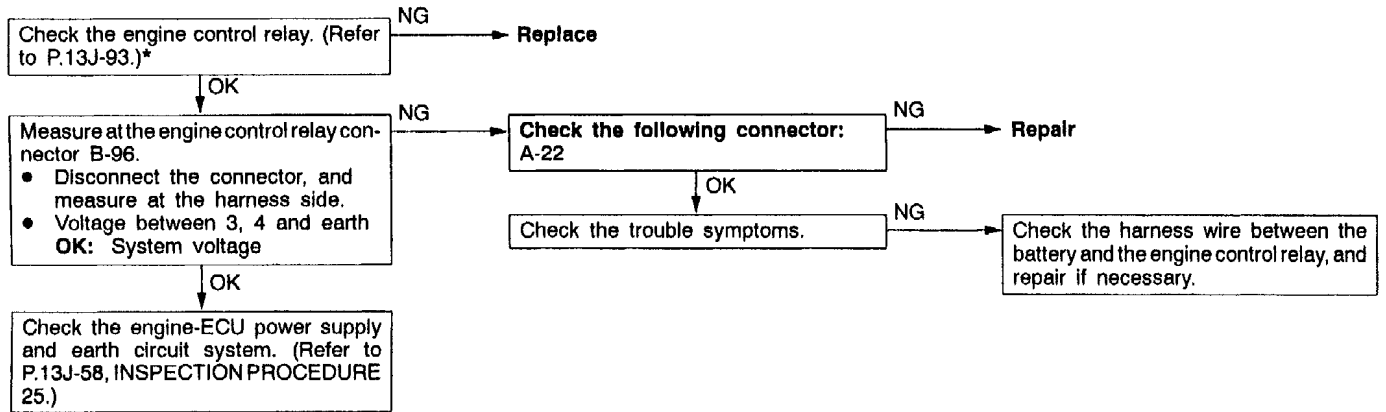 Check the engine control relay. (Refer
to P.13J-93.)*
NG
Replace
OK
Measure at the engine control relay con-
nector B-96.
● Disconnect the connector, and
measure at the harness side.
● Voltage between 3, 4 and earth
OK: System voltage
NG
Check the following connector:
A-22
NG
Repair
OK
Check the trouble symptoms.
NG
Check the harness wire between the
battery and the engine control relay, and
repair if necessary.
OK
Check the engine-ECU power supply
and earth circuit system. (Refer to
P.13J-58, INSPECTION PROCEDURE
25.)